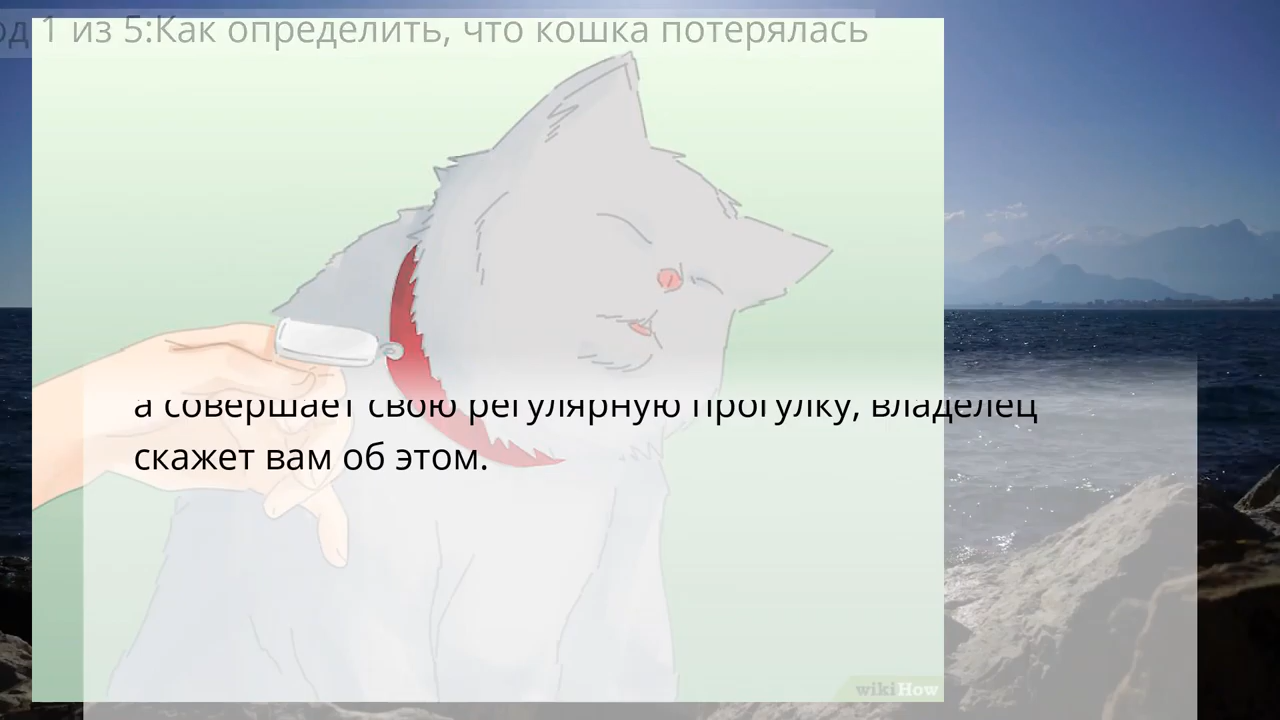 од 1 из 5:Как определить, что кошка потерялась
а совершает свою регулярную прогулку, владелец
скажет вам об этом.
wikiHow